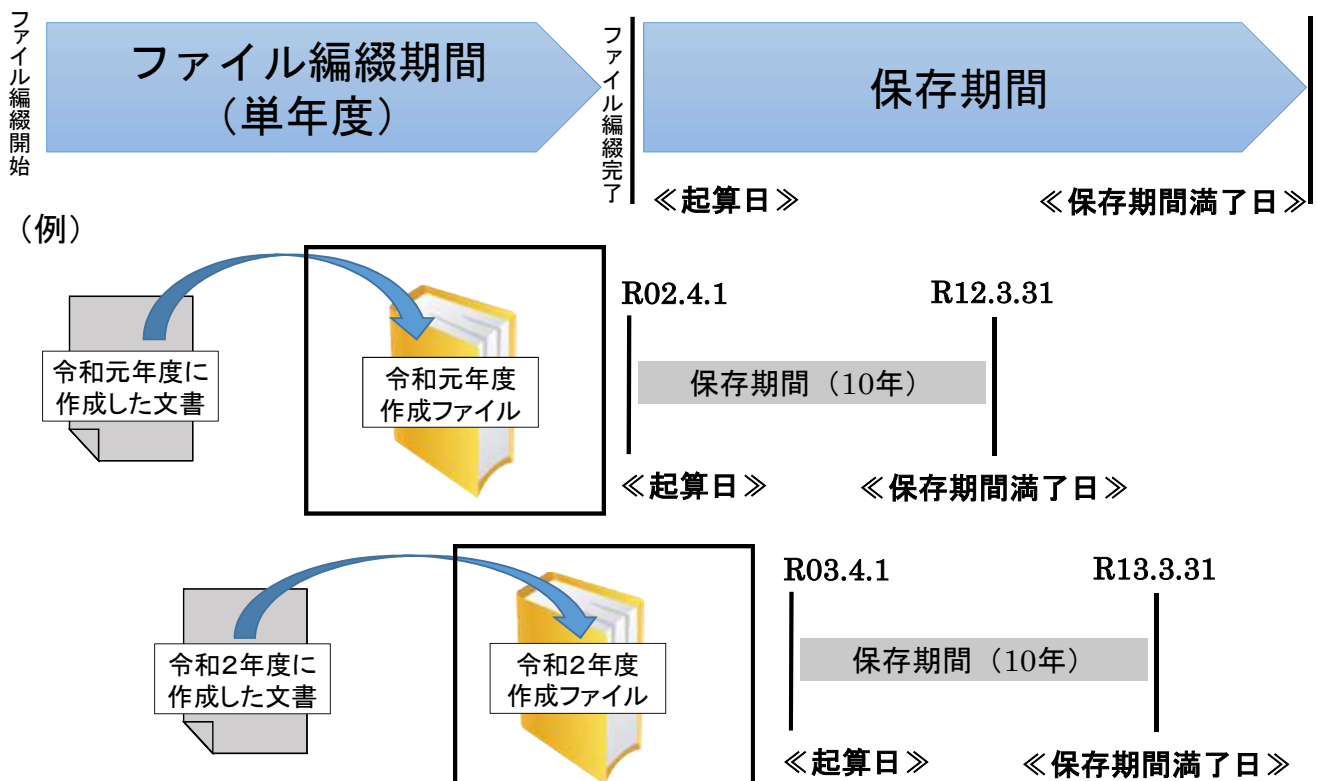 ファイル編綴開始
ファイル編綴期間
（単年度）
ファイル編綴完了
保存期間
≪起算日≫
≪保存期間満了日≫
（例）
令和元年度に
作成した文書
令和元年度
作成ファイル
R02.4.1
R12.3.31
保存期間（10年）
≪起算日≫
≪保存期間満了日≫
令和２年度に
作成した文書
令和２年度
作成ファイル
R03.4.1
R13.3.31
保存期間（10年）
≪起算日≫
≪保存期間満了日≫